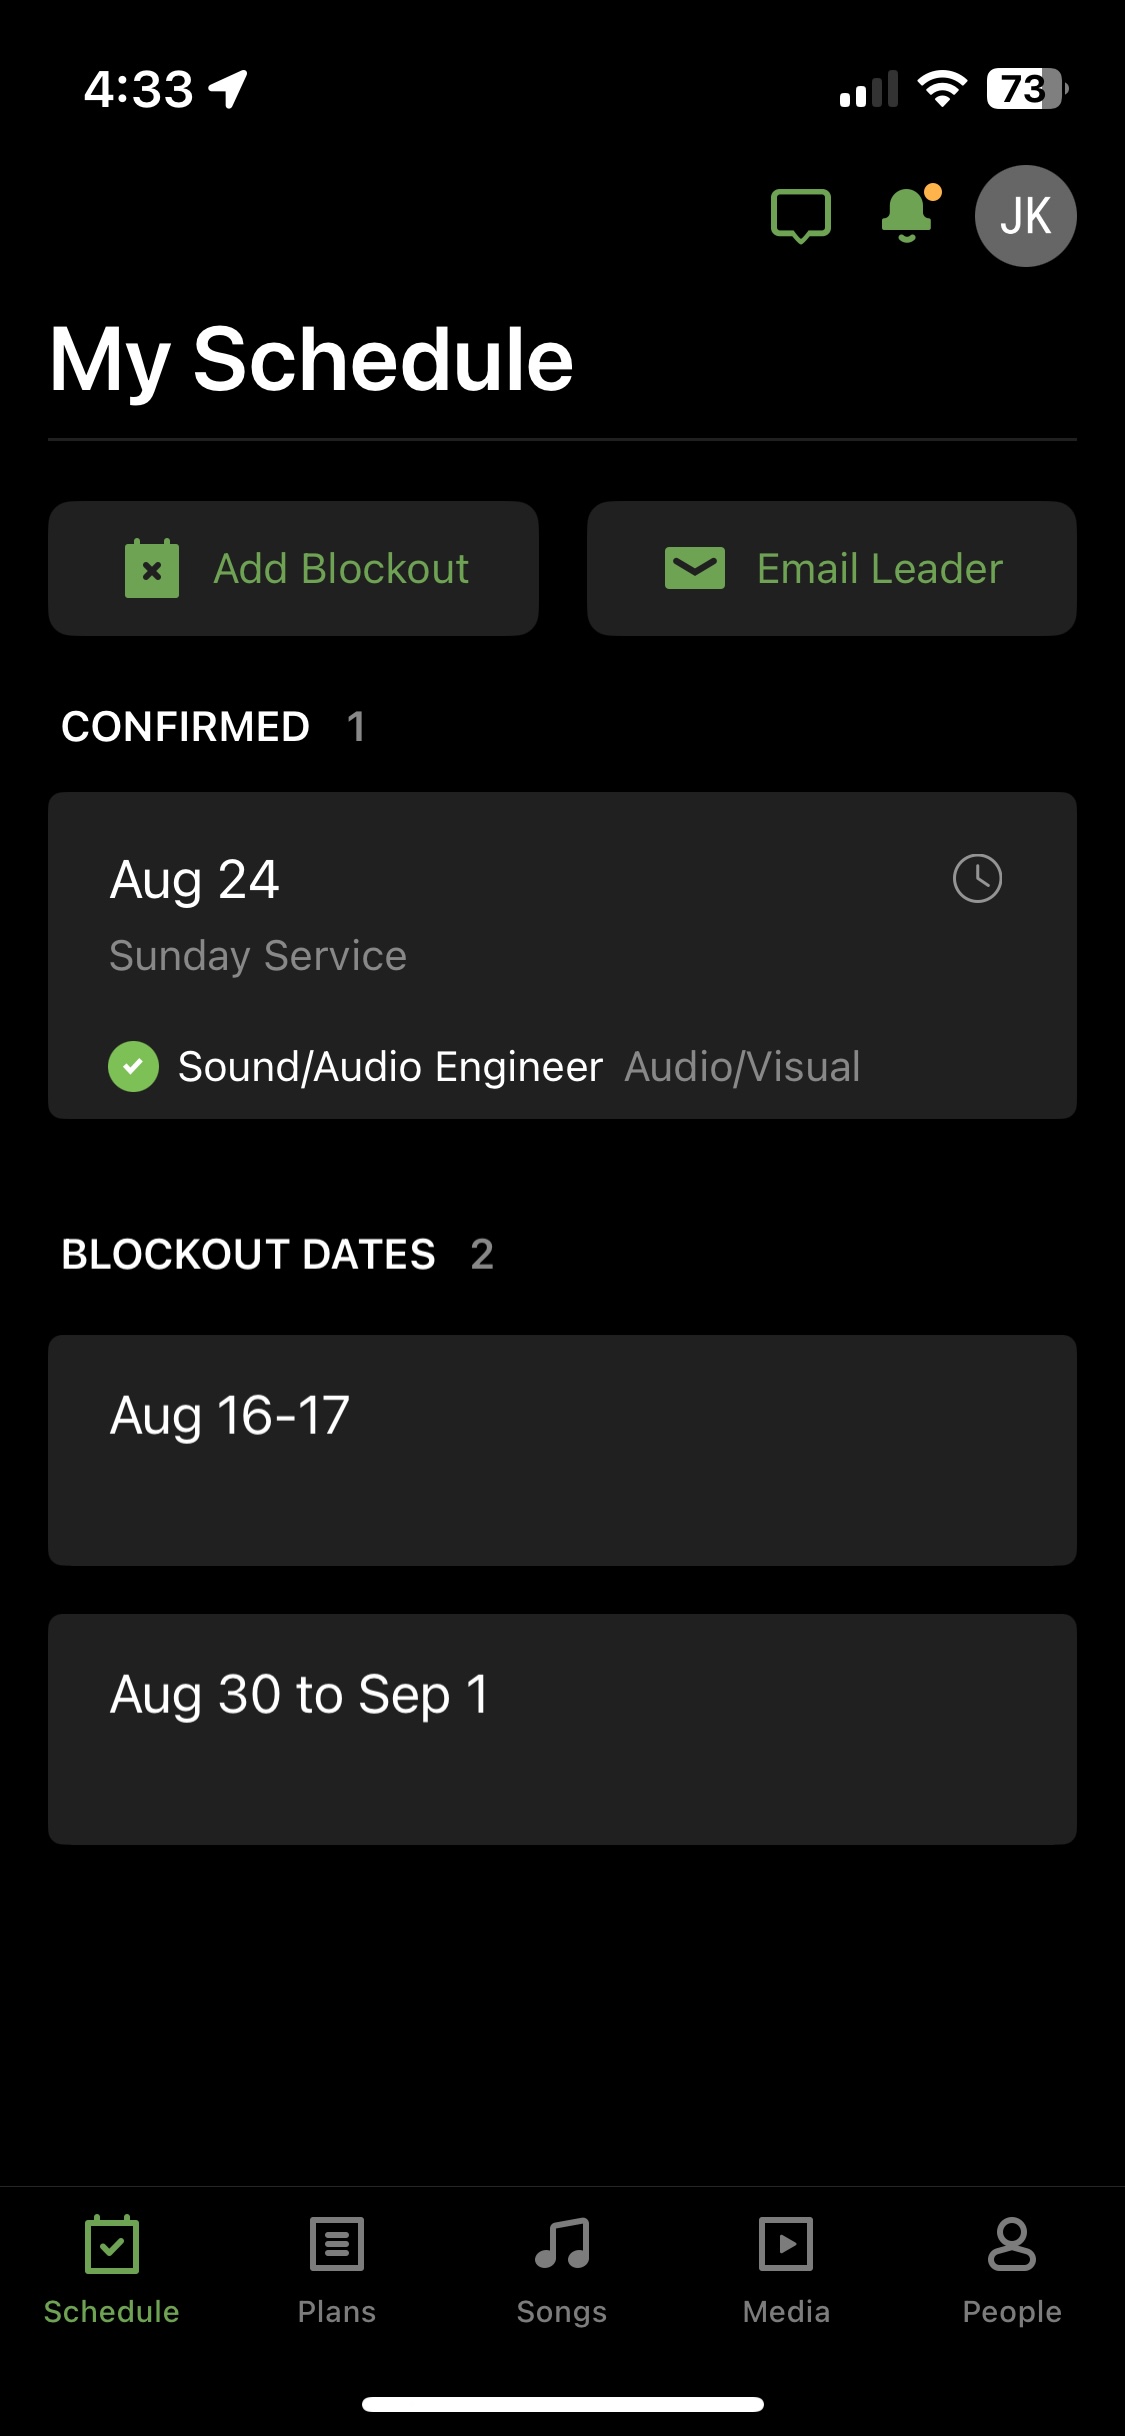 4:33
73
JK
My Schedule
Add Blockout
Email Leader
CONFIRMED 1
Aug 24
Sunday Service
Sound/Audio Engineer Audio/Visual
BLOCKOUT DATES 2
Aug 16-17
Aug 30 to Sep 1
Schedule
Plans
Songs
Media
People